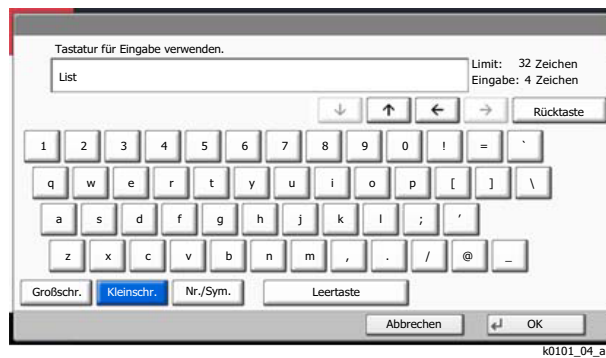 Tastatur für Eingabe verwenden.
Limit: 32 Zeichen
List
Eingabe: 4 Zeichen
↓ ↑ ← → Rücktaste
1 2 3 4 5 6 7 8 9 0 ! = `
q w e r t y u i o p [ ] \
a s d f g h j k l ; ′
z x c v b n m , . / @ _
Großschr. Kleinschr. Nr./Sym. Leertaste
Abbrechen ↵ OK
k0101_04_a